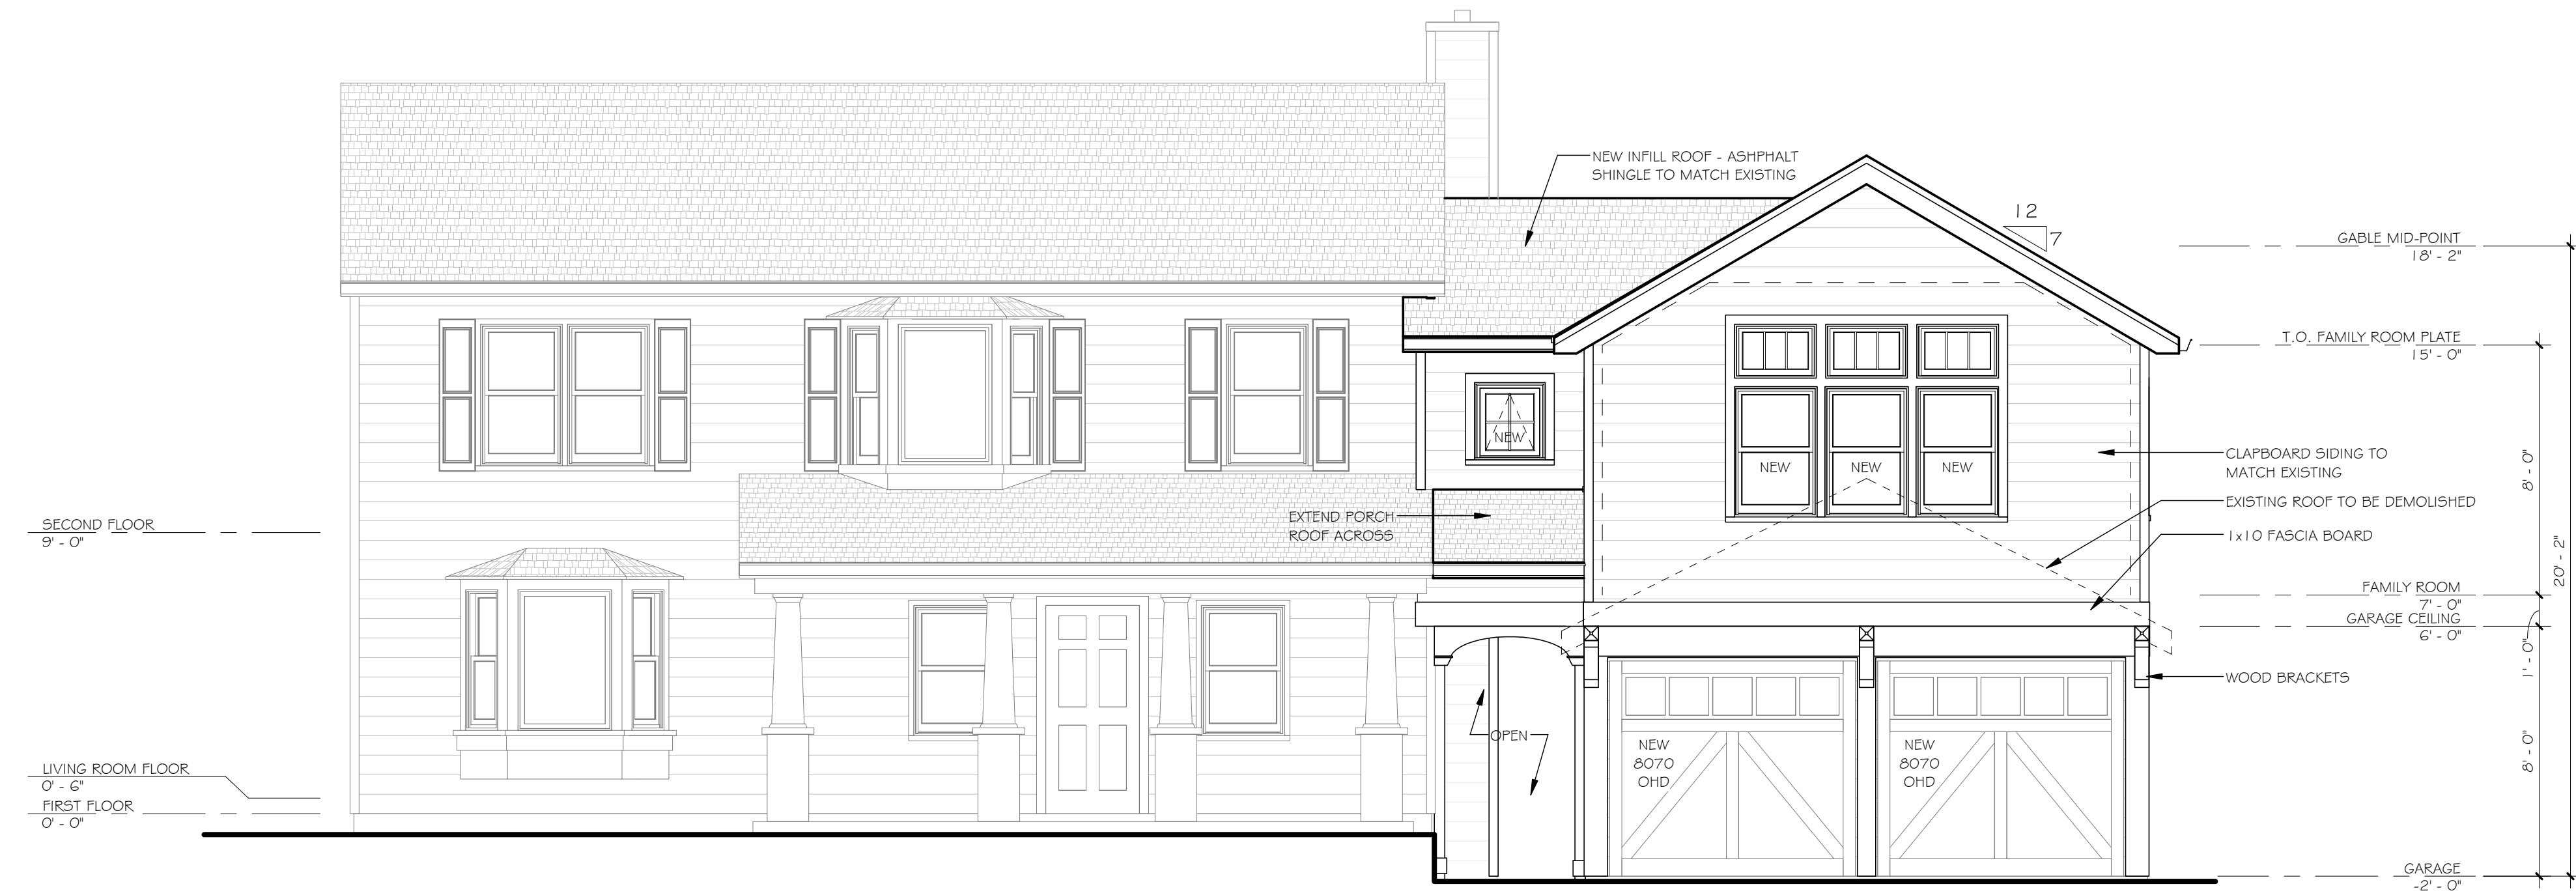 NEW INFILL ROOF - ASHPHALT
SHINGLE TO MATCH EXISTING
12
7
GABLE MID-POINT
18' - 2"
T.O. FAMILY ROOM PLATE
15' - 0"
NEW
NEW
NEW
NEW
CLAPBOARD SIDING TO
MATCH EXISTING
8' - 0"
EXISTING ROOF TO BE DEMOLISHED
EXTEND PORCH
ROOF ACROSS
SECOND FLOOR
9' - 0"
1x10 FASCIA BOARD
20' - 2"
FAMILY ROOM
7' - 0"
GARAGE CEILING
6' - 0"
1' - 0"
WOOD BRACKETS
OPEN
NEW
8070
OHD
NEW
8070
OHD
8' - 0"
LIVING ROOM FLOOR
0' - 6"
FIRST FLOOR
0' - 0"
GARAGE
-2' - 0"